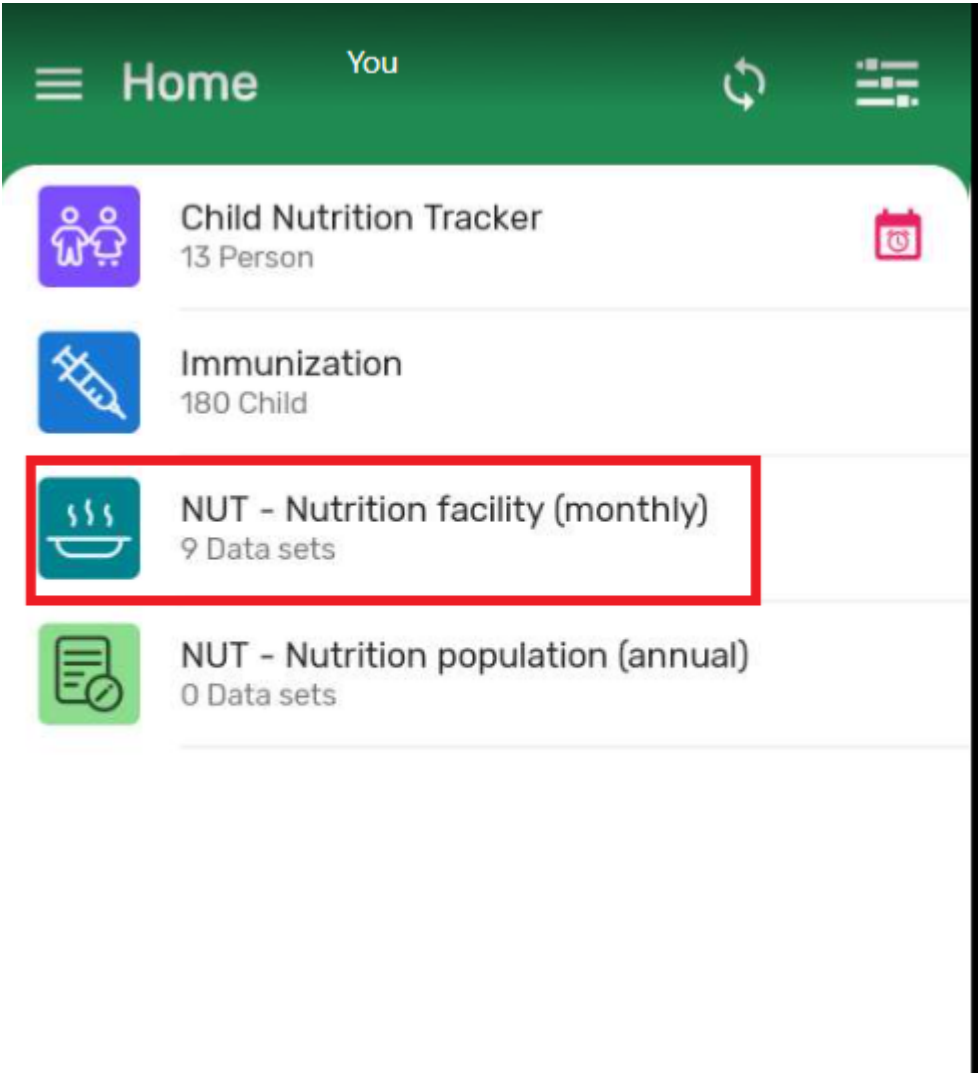 Home
You
Child Nutrition Tracker
13 Person
Immunization
180 Child
NUT - Nutrition facility (monthly)
9 Data sets
NUT - Nutrition population (annual)
0 Data sets